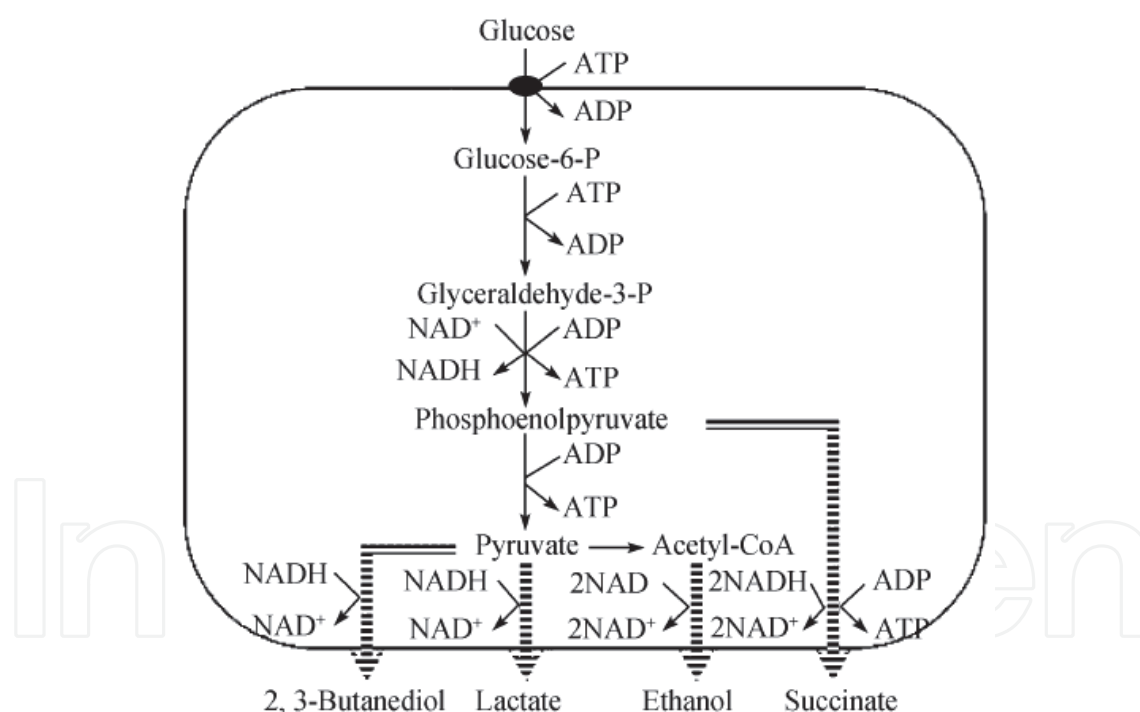 Glucose
ATP
ADP
Glucose-6-P
ATP
ADP
Glyceraldehyde-3-P
NAD⁺ ADP
NADH ATP
Phosphoenolpyruvate
ADP
ATP
Pyruvate Acetyl-CoA
NADH NADH 2NAD 2NADH ADP
NAD⁺ NAD⁺ 2NAD⁺ 2NAD⁺ ATP
2, 3-Butanediol Lactate Ethanol Succinate